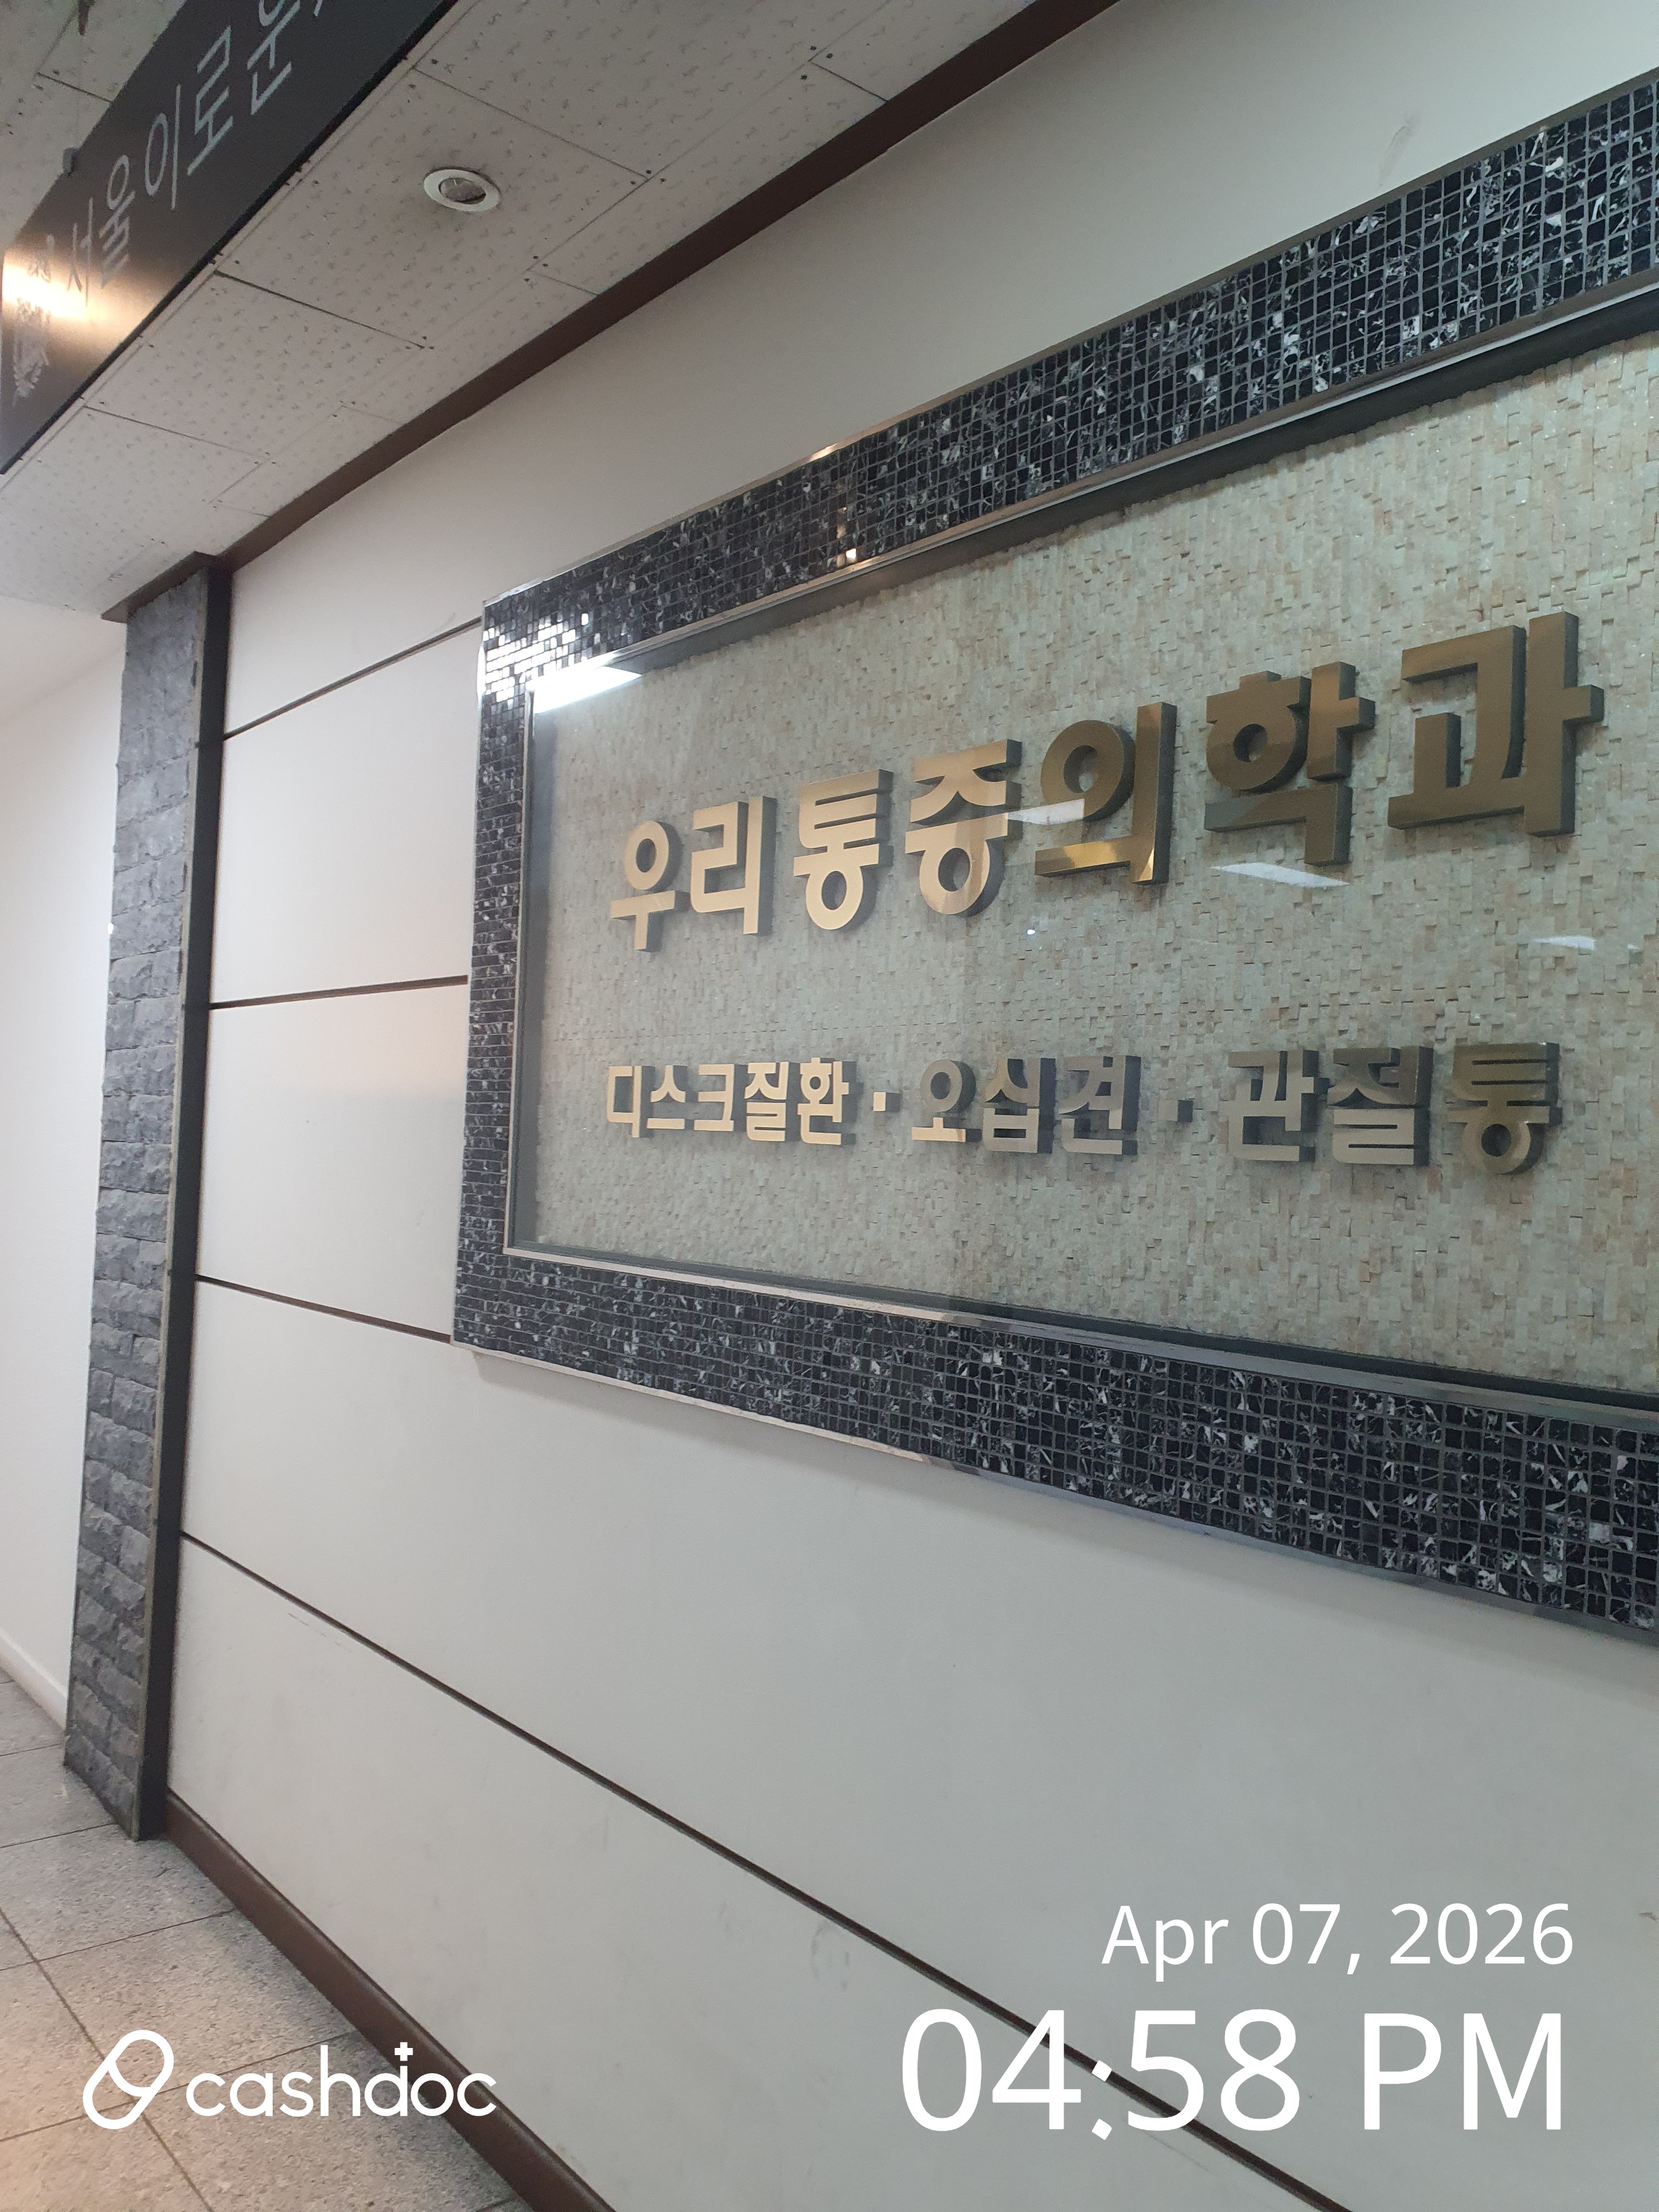 서울이로운
우리통증의학과
디스크질환·오십견·관절통
Apr 07, 2026
04:58 PM
cashdoc